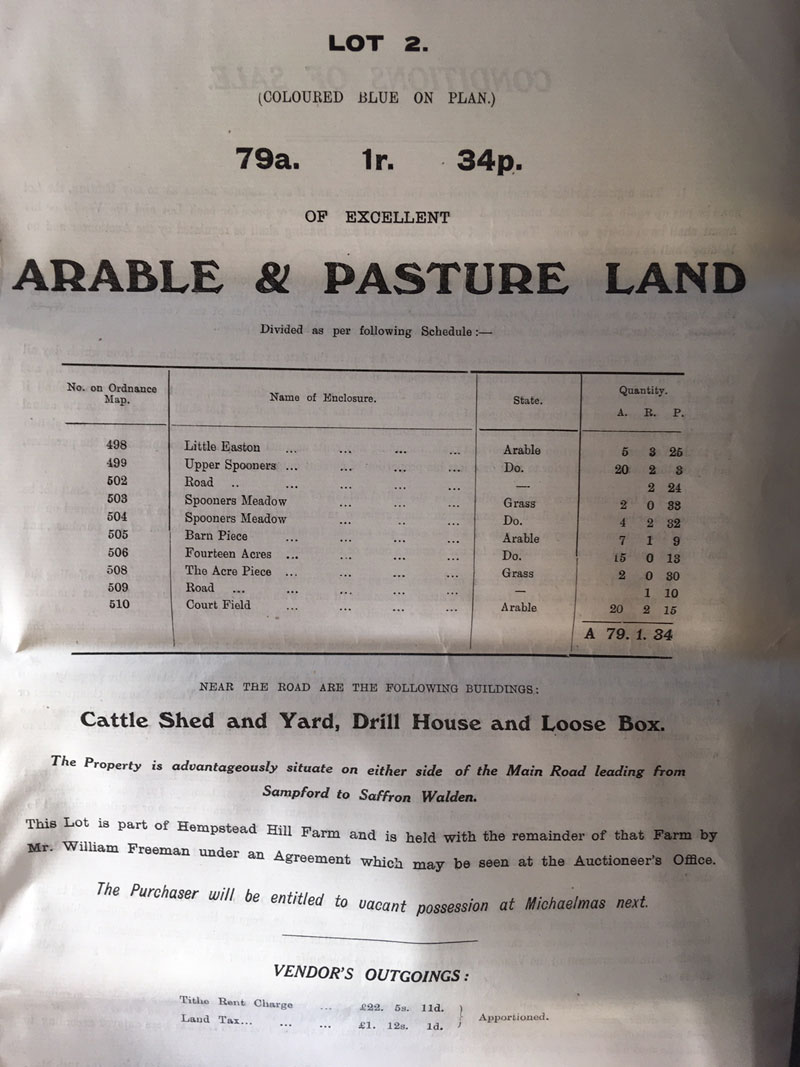 LOT 2.
(COLOURED BLUE ON PLAN.)
79a. 1r. 34p.
OF EXCELLENT
ARABLE & PASTURE LAND
Divided as per following Schedule :—
No. on Ordnance Map. Name of Enclosure. State. Quantity.
A. R. P.
498 Little Easton ... ... ... ... Arable 5 3 25
499 Upper Spooners ... ... ... ... Do. 20 2 3
502 Road .. ... ... ... ... — 2 24
503 Spooners Meadow ... ... ... Grass 2 0 33
504 Spooners Meadow ... .. ... Do. 4 2 32
505 Barn Piece ... ... ... ... Arable 7 1 9
506 Fourteen Acres ... ... ... ... Do. 15 0 13
508 The Acre Piece ... ... ... ... Grass 2 0 30
509 Road ... ... ... ... ... — 1 10
510 Court Field ... ... ... ... Arable 20 2 15
A 79. 1. 34
NEAR THE ROAD ARE THE FOLLOWING BUILDINGS:
Cattle Shed and Yard, Drill House and Loose Box.
The Property is advantageously situate on either side of the Main Road leading from
Sampford to Saffron Walden.
This Lot is part of Hempstead Hill Farm and is held with the remainder of that Farm by
Mr. William Freeman under an Agreement which may be seen at the Auctioneer's Office.
The Purchaser will be entitled to vacant possession at Michaelmas next.
VENDOR'S OUTGOINGS:
Tithe Rent Charge ... £22. 5s. 11d. } Apportioned.
Land Tax... ... ... £1. 12s. 1d.